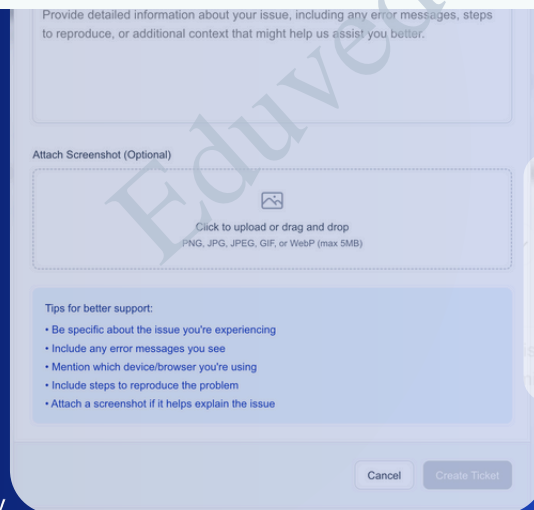 Provide detailed information about your issue, including any error messages, steps
to reproduce, or additional context that might help us assist you better.
Attach Screenshot (Optional)
Click to upload or drag and drop
PNG, JPG, JPEG, GIF, or WebP (max 5MB)
Tips for better support:
• Be specific about the issue you're experiencing
• Include any error messages you see
• Mention which device/browser you're using
• Include steps to reproduce the problem
• Attach a screenshot if it helps explain the issue
Cancel
Create Ticket